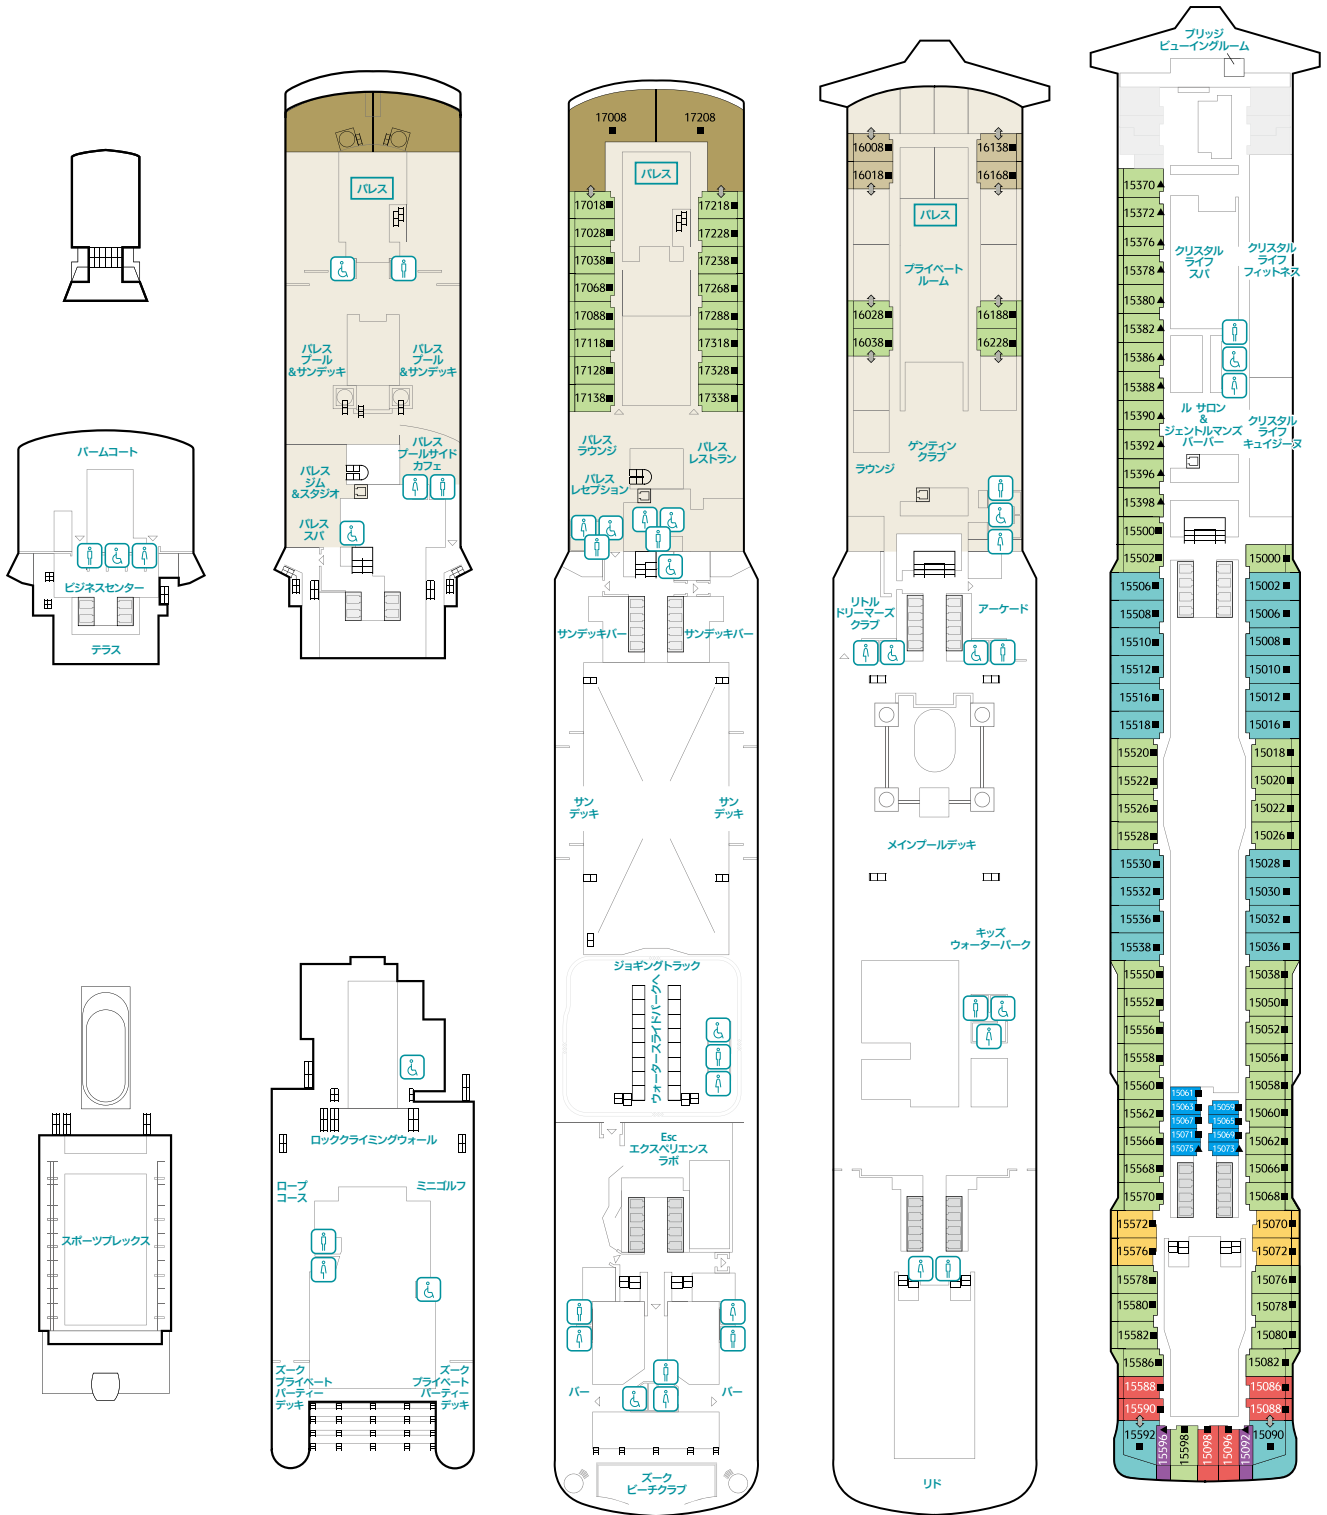 パームコート
ビジネスセンター
テラス
スポーツプレックス
パレス
パレス
プール
&サンデッキ
パレス
プール
&サンデッキ
パレス
プールサイド
カフェ
パレス
ジム
&スタジオ
パレス
スパ
ロッククライミングウォール
ロープ
コース
ミニゴルフ
ズーク
プライベート
パーティー
デッキ
ズーク
プライベート
パーティー
デッキ
17008
17208
パレス
17018
17218
17028
17228
17038
17238
17068
17268
17088
17288
17118
17318
17128
17328
17138
17338
パレス
ラウンジ
パレス
レストラン
パレス
レセプション
サンデッキバー
サンデッキバー
サン
デッキ
サン
デッキ
ジョギングトラック
ウォータースライドパークへ
Esc
エクスペリエンス
ラボ
バー
バー
ズーク
ビーチクラブ
16008
16138
16018
16168
パレス
プライベート
ルーム
16028
16188
16038
16228
ゲンティン
クラブ
ラウンジ
リトル
ドリーマーズ
クラブ
アーケード
メインプールデッキ
キッズ
ウォーターパーク
リド
ブリッジ
ビューイングルーム
15370
15372
15376
15378
15380
15382
15386
15388
15390
15392
15396
15398
15500
15502
クリスタル
ライフ
スパ
クリスタル
ライフ
フィットネス
ル サロン
&
ジェントルマンズ
バーバー
クリスタル
ライフ
キュイジーヌ
15000
15506
15002
15508
15006
15510
15008
15512
15010
15516
15012
15518
15016
15520
15018
15522
15020
15526
15022
15528
15026
15530
15028
15532
15030
15536
15032
15538
15036
15550
15038
15552
15050
15556
15052
15558
15056
15560
15058
15061
15063
15059
15562
15060
15067
15065
15566
15071
15069
15062
15075
15073
15568
15066
15570
15068
15572
15070
15576
15072
15578
15076
15580
15078
15582
15080
15586
15082
15588
15086
15590
15088
15592
15596
15598
15098
15096
15092
15090